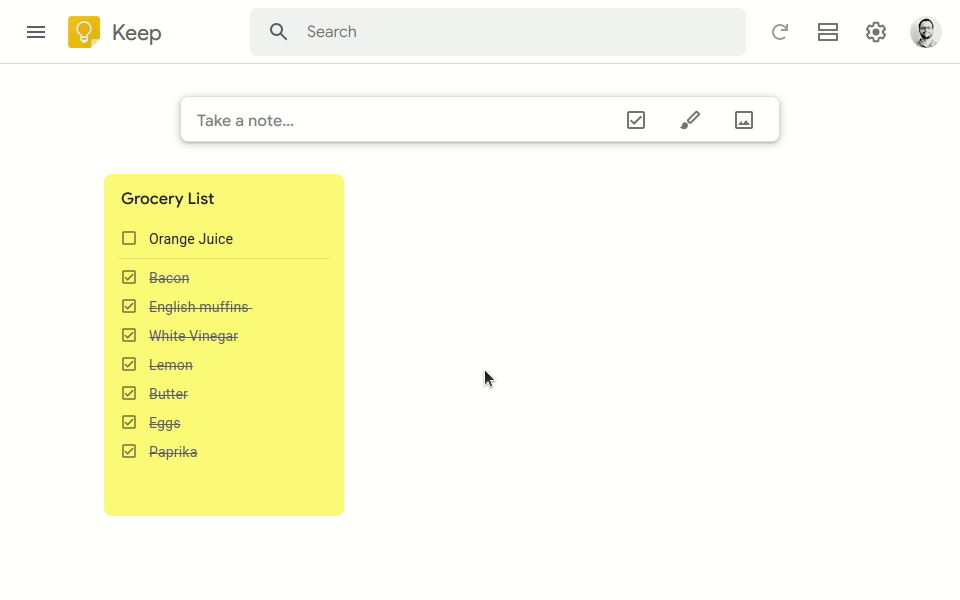 Keep
Search
Take a note...
Grocery List
Orange Juice
Bacon
English muffins
White Vinegar
Lemon
Butter
Eggs
Paprika